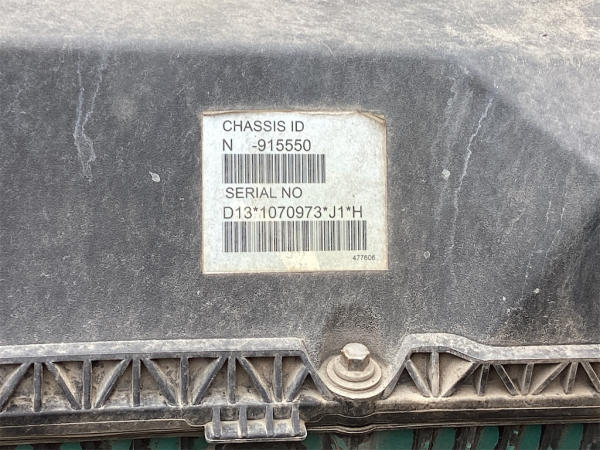 CHASSIS ID
N -915550
SERIAL NO
D13*1070973*J1*H
477606